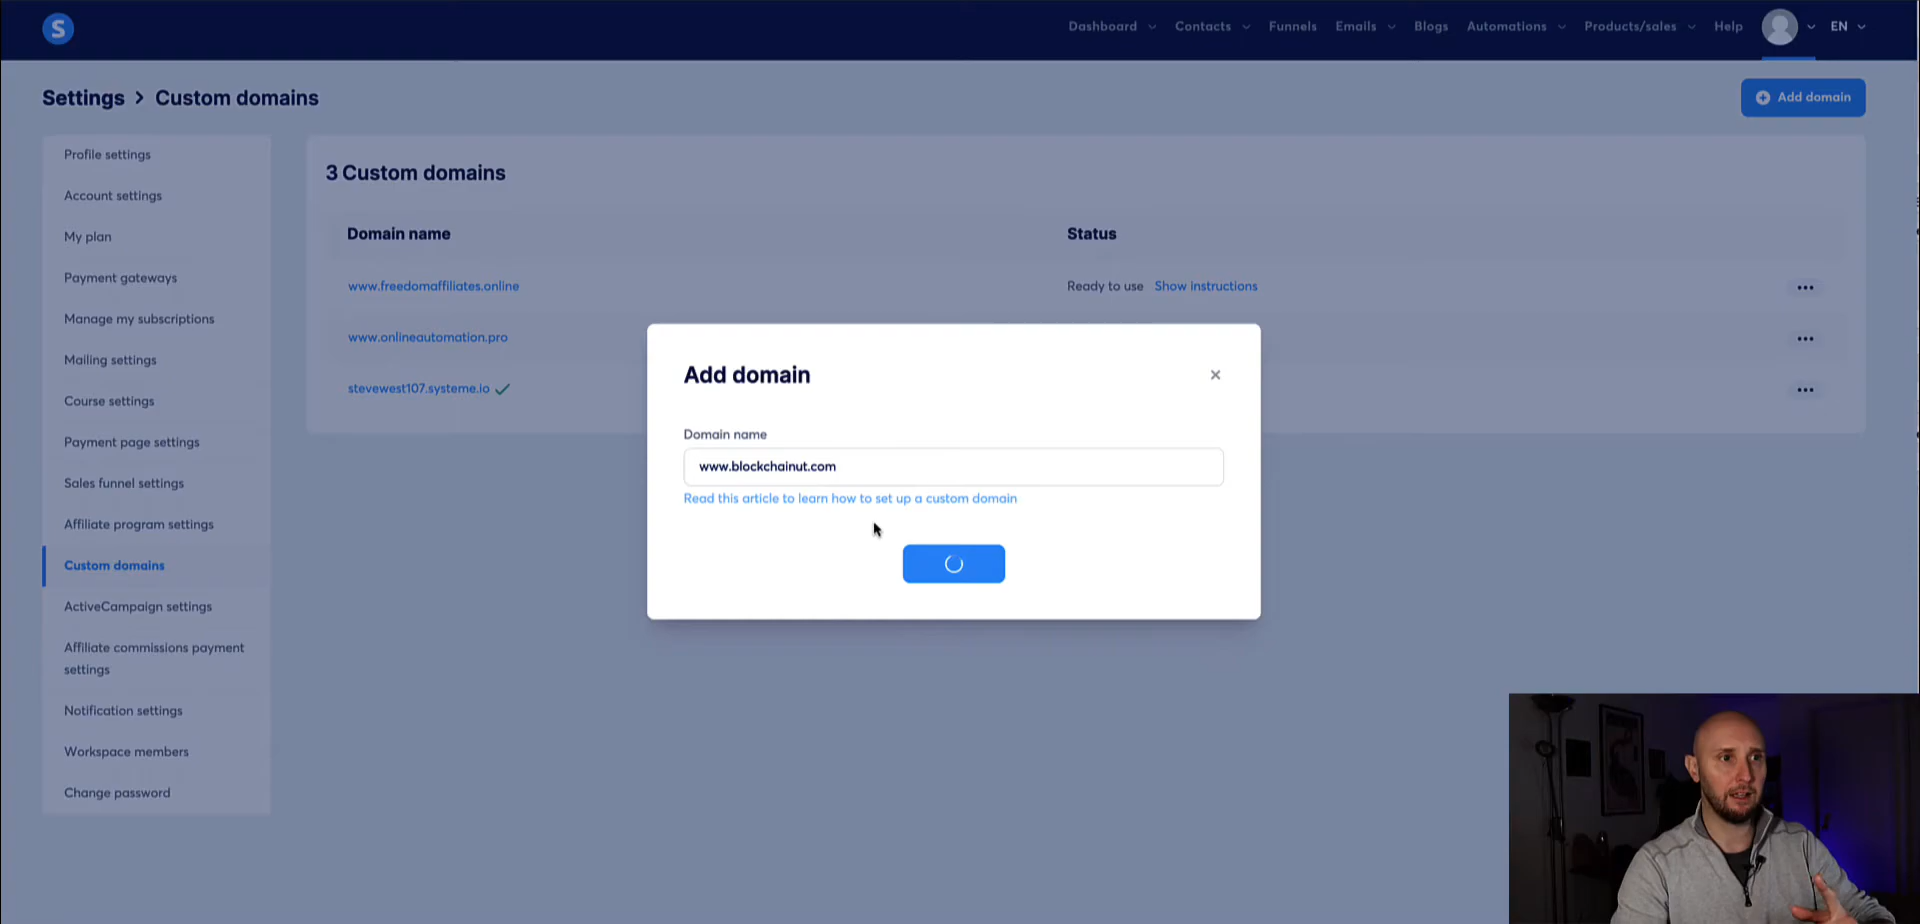 S
Dashboard
Contacts
Funnels
Emails
Blogs
Automations
Products/sales
Help
EN
Settings > Custom domains
Add domain
Profile settings
Account settings
My plan
Payment gateways
Manage my subscriptions
Mailing settings
Course settings
Payment page settings
Sales funnel settings
Affiliate program settings
Custom domains
ActiveCampaign settings
Affiliate commissions payment
settings
Notification settings
Workspace members
Change password
3 Custom domains
Domain name
Status
www.freedomaffiliates.online
Ready to use
Show instructions
www.onlineautomation.pro
stevewest107.systeme.io
Add domain
Domain name
www.blockchainut.com
Read this article to learn how to set up a custom domain